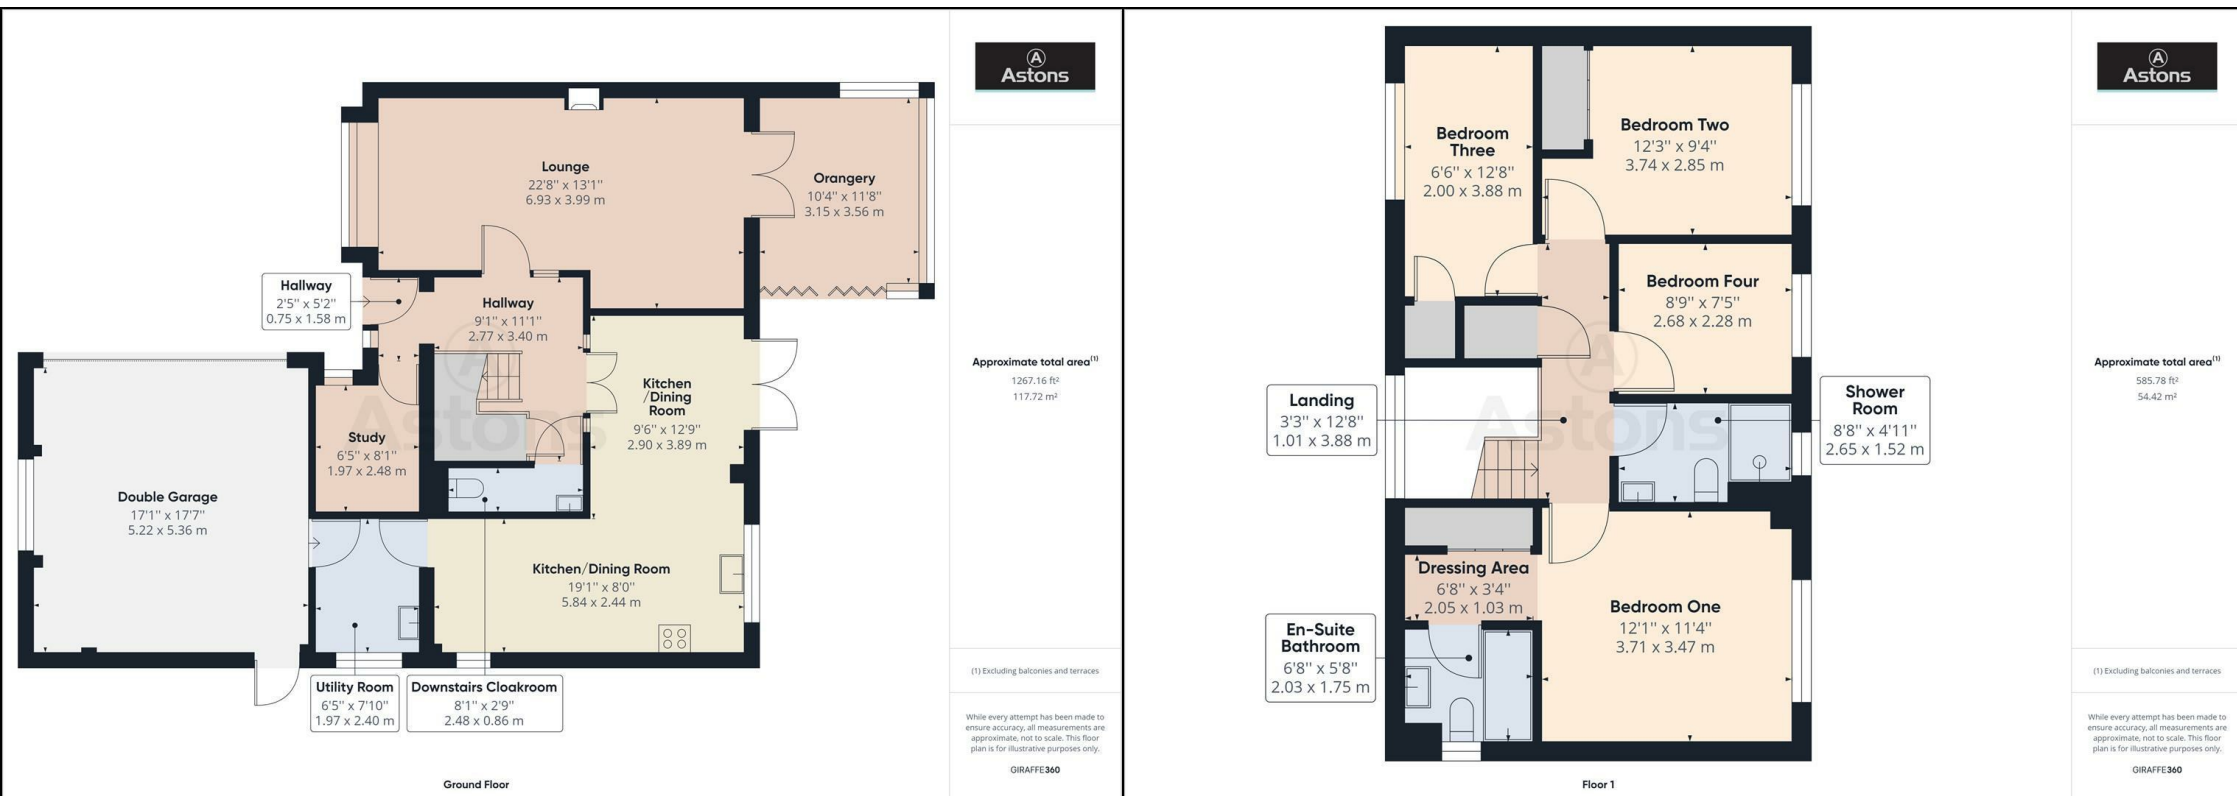 Lounge
22'8" x 13'1"
6.93 x 3.99 m
Orangery
10'4" x 11'8"
3.15 x 3.56 m
Hallway
2'5" x 5'2"
0.75 x 1.58 m
Hallway
9'1" x 11'1"
2.77 x 3.40 m
Kitchen
/Dining
Room
9'6" x 12'9"
2.90 x 3.89 m
Study
6'5" x 8'1"
1.97 x 2.48 m
Double Garage
17'1" x 17'7"
5.22 x 5.36 m
Kitchen/Dining Room
19'1" x 8'0"
5.84 x 2.44 m
Utility Room
6'5" x 7'10"
1.97 x 2.40 m
Downstairs Cloakroom
8'1" x 2'9"
2.48 x 0.86 m
A
Astons
Ground Floor
A
Astons
Approximate total area(1)
1267.16 ft²
117.72 m²
(1) Excluding balconies and terraces
While every attempt has been made to
ensure accuracy, all measurements are
approximate, not to scale. This floor
plan is for illustrative purposes only.
GIRAFFE360
Bedroom
Three
6'6" x 12'8"
2.00 x 3.88 m
Bedroom Two
12'3" x 9'4"
3.74 x 2.85 m
Bedroom Four
8'9" x 7'5"
2.68 x 2.28 m
Landing
3'3" x 12'8"
1.01 x 3.88 m
Shower
Room
8'8" x 4'11"
2.65 x 1.52 m
Dressing Area
6'8" x 3'4"
2.05 x 1.03 m
Bedroom One
12'1" x 11'4"
3.71 x 3.47 m
En-Suite
Bathroom
6'8" x 5'8"
2.03 x 1.75 m
A
Astons
Floor 1
A
Astons
Approximate total area(1)
585.78 ft²
54.42 m²
(1) Excluding balconies and terraces
While every attempt has been made to
ensure accuracy, all measurements are
approximate, not to scale. This floor
plan is for illustrative purposes only.
GIRAFFE360